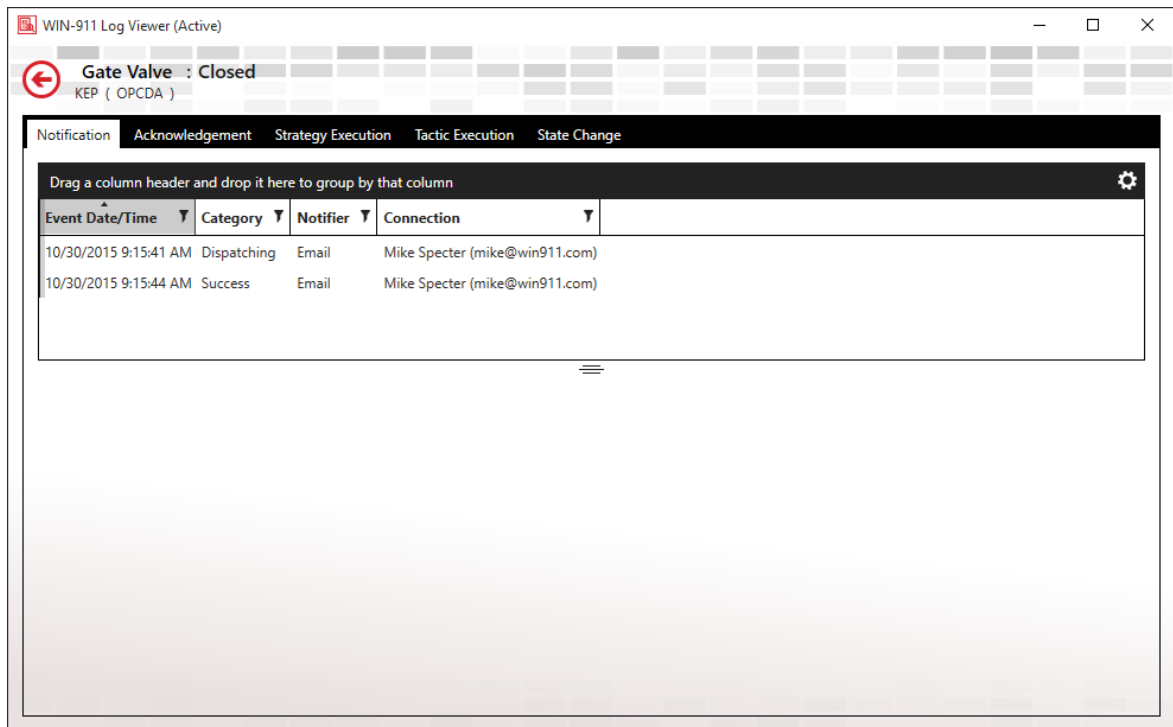 WIN-911 Log Viewer (Active)
Gate Valve : Closed
KEP ( OPCDA )
Notification Acknowledgement Strategy Execution Tactic Execution State Change
Drag a column header and drop it here to group by that column
Event Date/Time Category Notifier Connection
10/30/2015 9:15:41 AM Dispatching Email Mike Specter (mike@win911.com)
10/30/2015 9:15:44 AM Success Email Mike Specter (mike@win911.com)